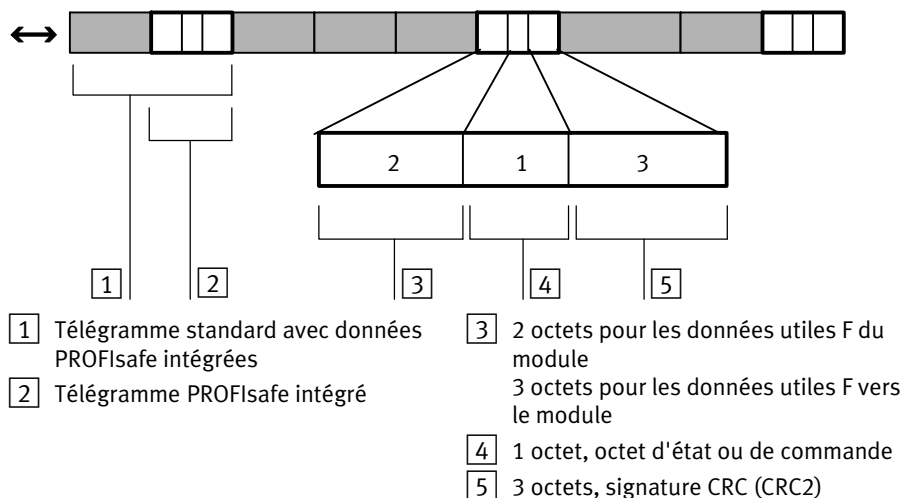 2 1 3
1 2 3 4 5
1 Télégramme standard avec données
PROFIsafe intégrées
2 Télégramme PROFIsafe intégré
3 2 octets pour les données utiles F du
module
3 octets pour les données utiles F vers
le module
4 1 octet, octet d'état ou de commande
5 3 octets, signature CRC (CRC2)